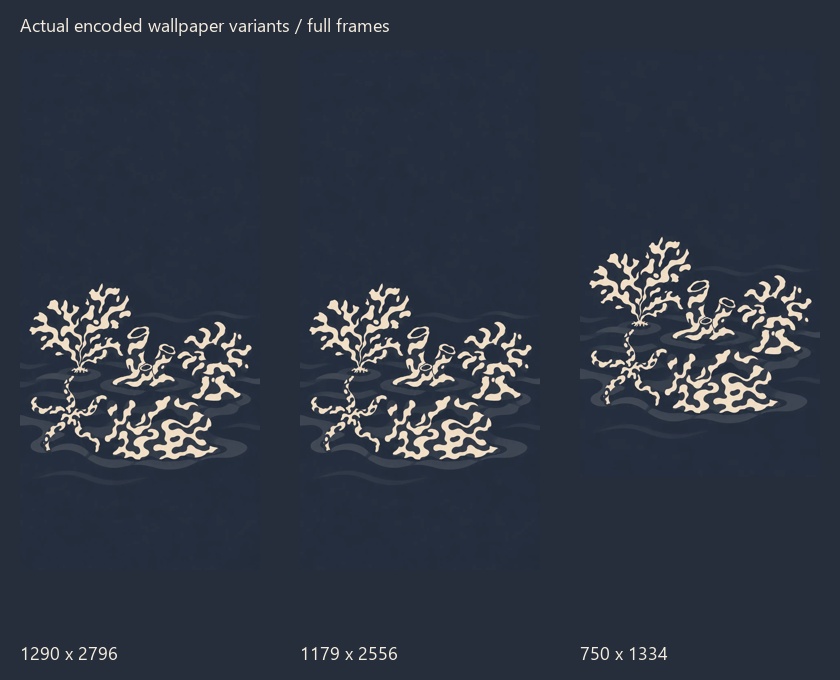 Actual encoded wallpaper variants / full frames
1290 x 2796
1179 x 2556
750 x 1334